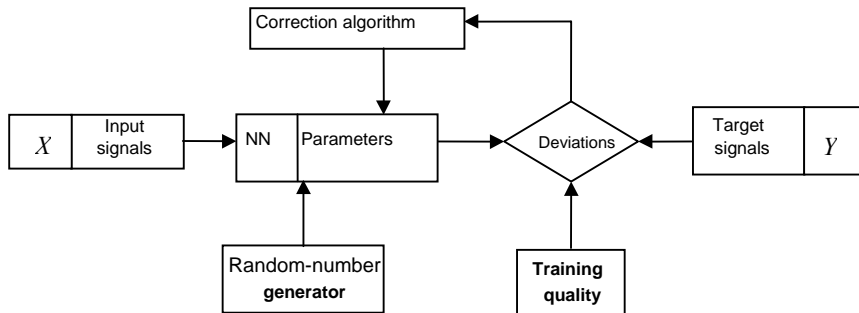 Correction algorithm
X
Input
signals
NN
Parameters
Deviations
Target
signals
Y
Random-number
generator
Training
quality